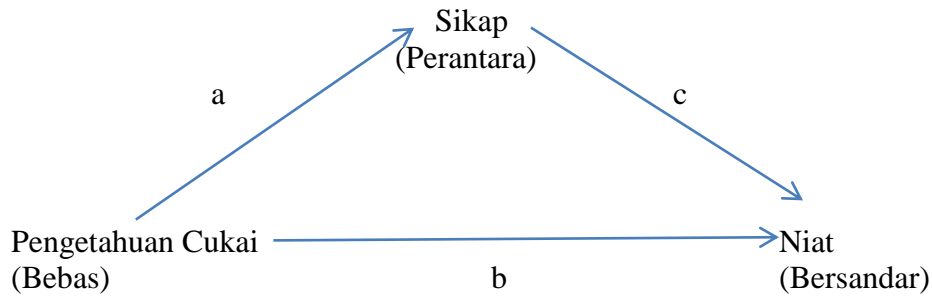 Sikap
(Perantara)
a
c
Pengetahuan Cukai
(Bebas)
Niat
(Bersandar)
b